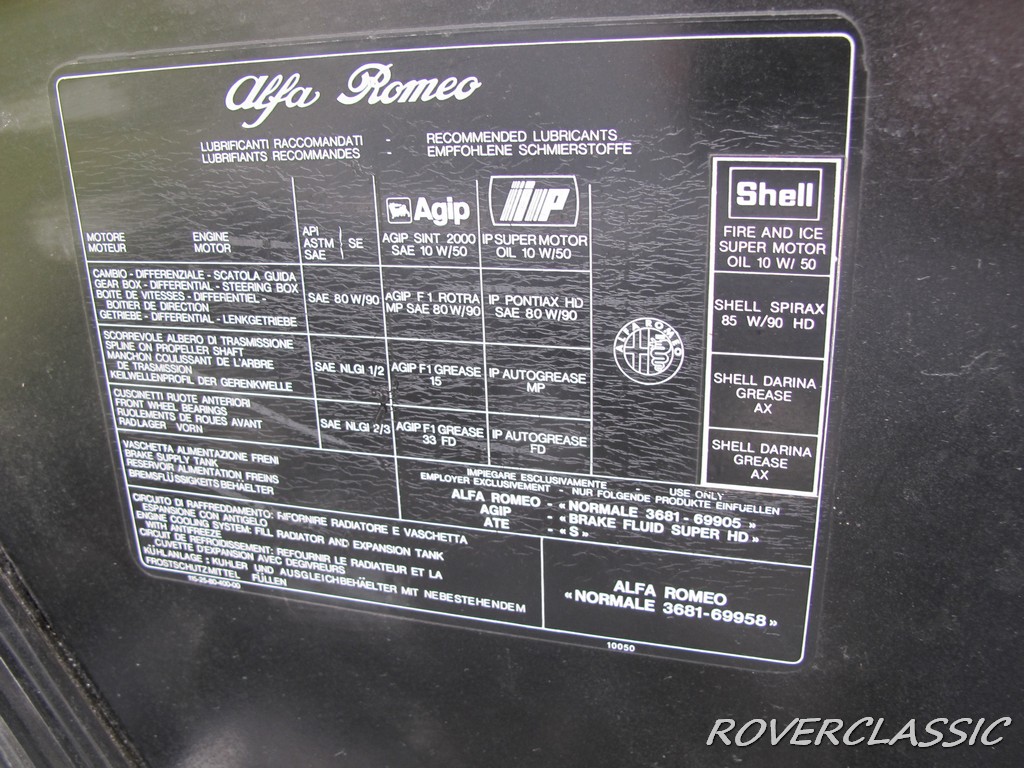 Alfa Romeo
LUBRIFICANTI RACCOMANDATI - RECOMMENDED LUBRICANTS
LUBRIFIANTS RECOMMANDES - EMPFOHLENE SCHMIERSTOFFE
MOTORE ENGINE
MOTEUR MOTOR
API
ASTM
SAE
SE
Agip
AGIP SINT 2000
SAE 10 W/50
IP
IP SUPER MOTOR
OIL 10 W/50
Shell
FIRE AND ICE
SUPER MOTOR
OIL 10 W/ 50
CAMBIO - DIFFERENZIALE - SCATOLA GUIDA
GEAR BOX - DIFFERENTIAL - STEERING BOX
BOITE DE VITESSES - DIFFERENTIEL -
BOITIER DE DIRECTION
GETRIEBE - DIFFERENTIAL - LENKGETRIEBE
SAE 80 W/90
AGIP F 1 ROTRA
MP SAE 80 W/90
IP PONTIAX HD
SAE 80 W/90
SHELL SPIRAX
85 W/90 HD
SCORREVOLE ALBERO DI TRASMISSIONE
SPLINE ON PROPELLER SHAFT
MANCHON COULISSANT DE L'ARBRE
DE TRASMISSION
KEILWELLENPROFIL DER GERENKWELLE
SAE NLGI 1/2
AGIP F1 GREASE
15
IP AUTOGREASE
MP
ALFA ROMEO
SHELL DARINA
GREASE
AX
CUSCINETTI RUOTE ANTERIORI
FRONT WHEEL BEARINGS
RUOLEMENTS DE ROUES AVANT
RADLAGER VORN
SAE NLGI 2/3
AGIP F1 GREASE
33 FD
IP AUTOGREASE
FD
SHELL DARINA
GREASE
AX
VASCHETTA ALIMENTAZIONE FRENI
BRAKE SUPPLY TANK
RESERVOIR ALIMENTATION FREINS
BREMSFLÜSSIGKEITS BEHAELTER
IMPIEGARE ESCLUSIVAMENTE - USE ONLY
EMPLOYER EXCLUSIVEMENT - NUR FOLGENDE PRODUKTE EINFUELLEN
ALFA ROMEO - «NORMALE 3681-69905»
AGIP - «BRAKE FLUID SUPER HD»
ATE - «S»
CIRCUITO DI RAFFREDDAMENTO: RIFORNIRE RADIATORE E VASCHETTA
ESPANSIONE CON ANTIGELO
ENGINE COOLING SYSTEM: FILL RADIATOR AND EXPANSION TANK
WITH ANTIFREEZE
CIRCUIT DE REFROIDISSEMENT: REFOURNIR LE RADIATEUR ET LA
CUVETTE D'EXPANSION AVEC DEGIVREURS
KÜHLANLAGE: KUHLER UND AUSGLEICHBEHÄELTER MIT NEBESTEHENDEM
FROSTSCHUTZMITTEL FÜLLEN
ALFA ROMEO
«NORMALE 3681-69958»
115-25-60-400-00
10050
ROVERCLASSIC